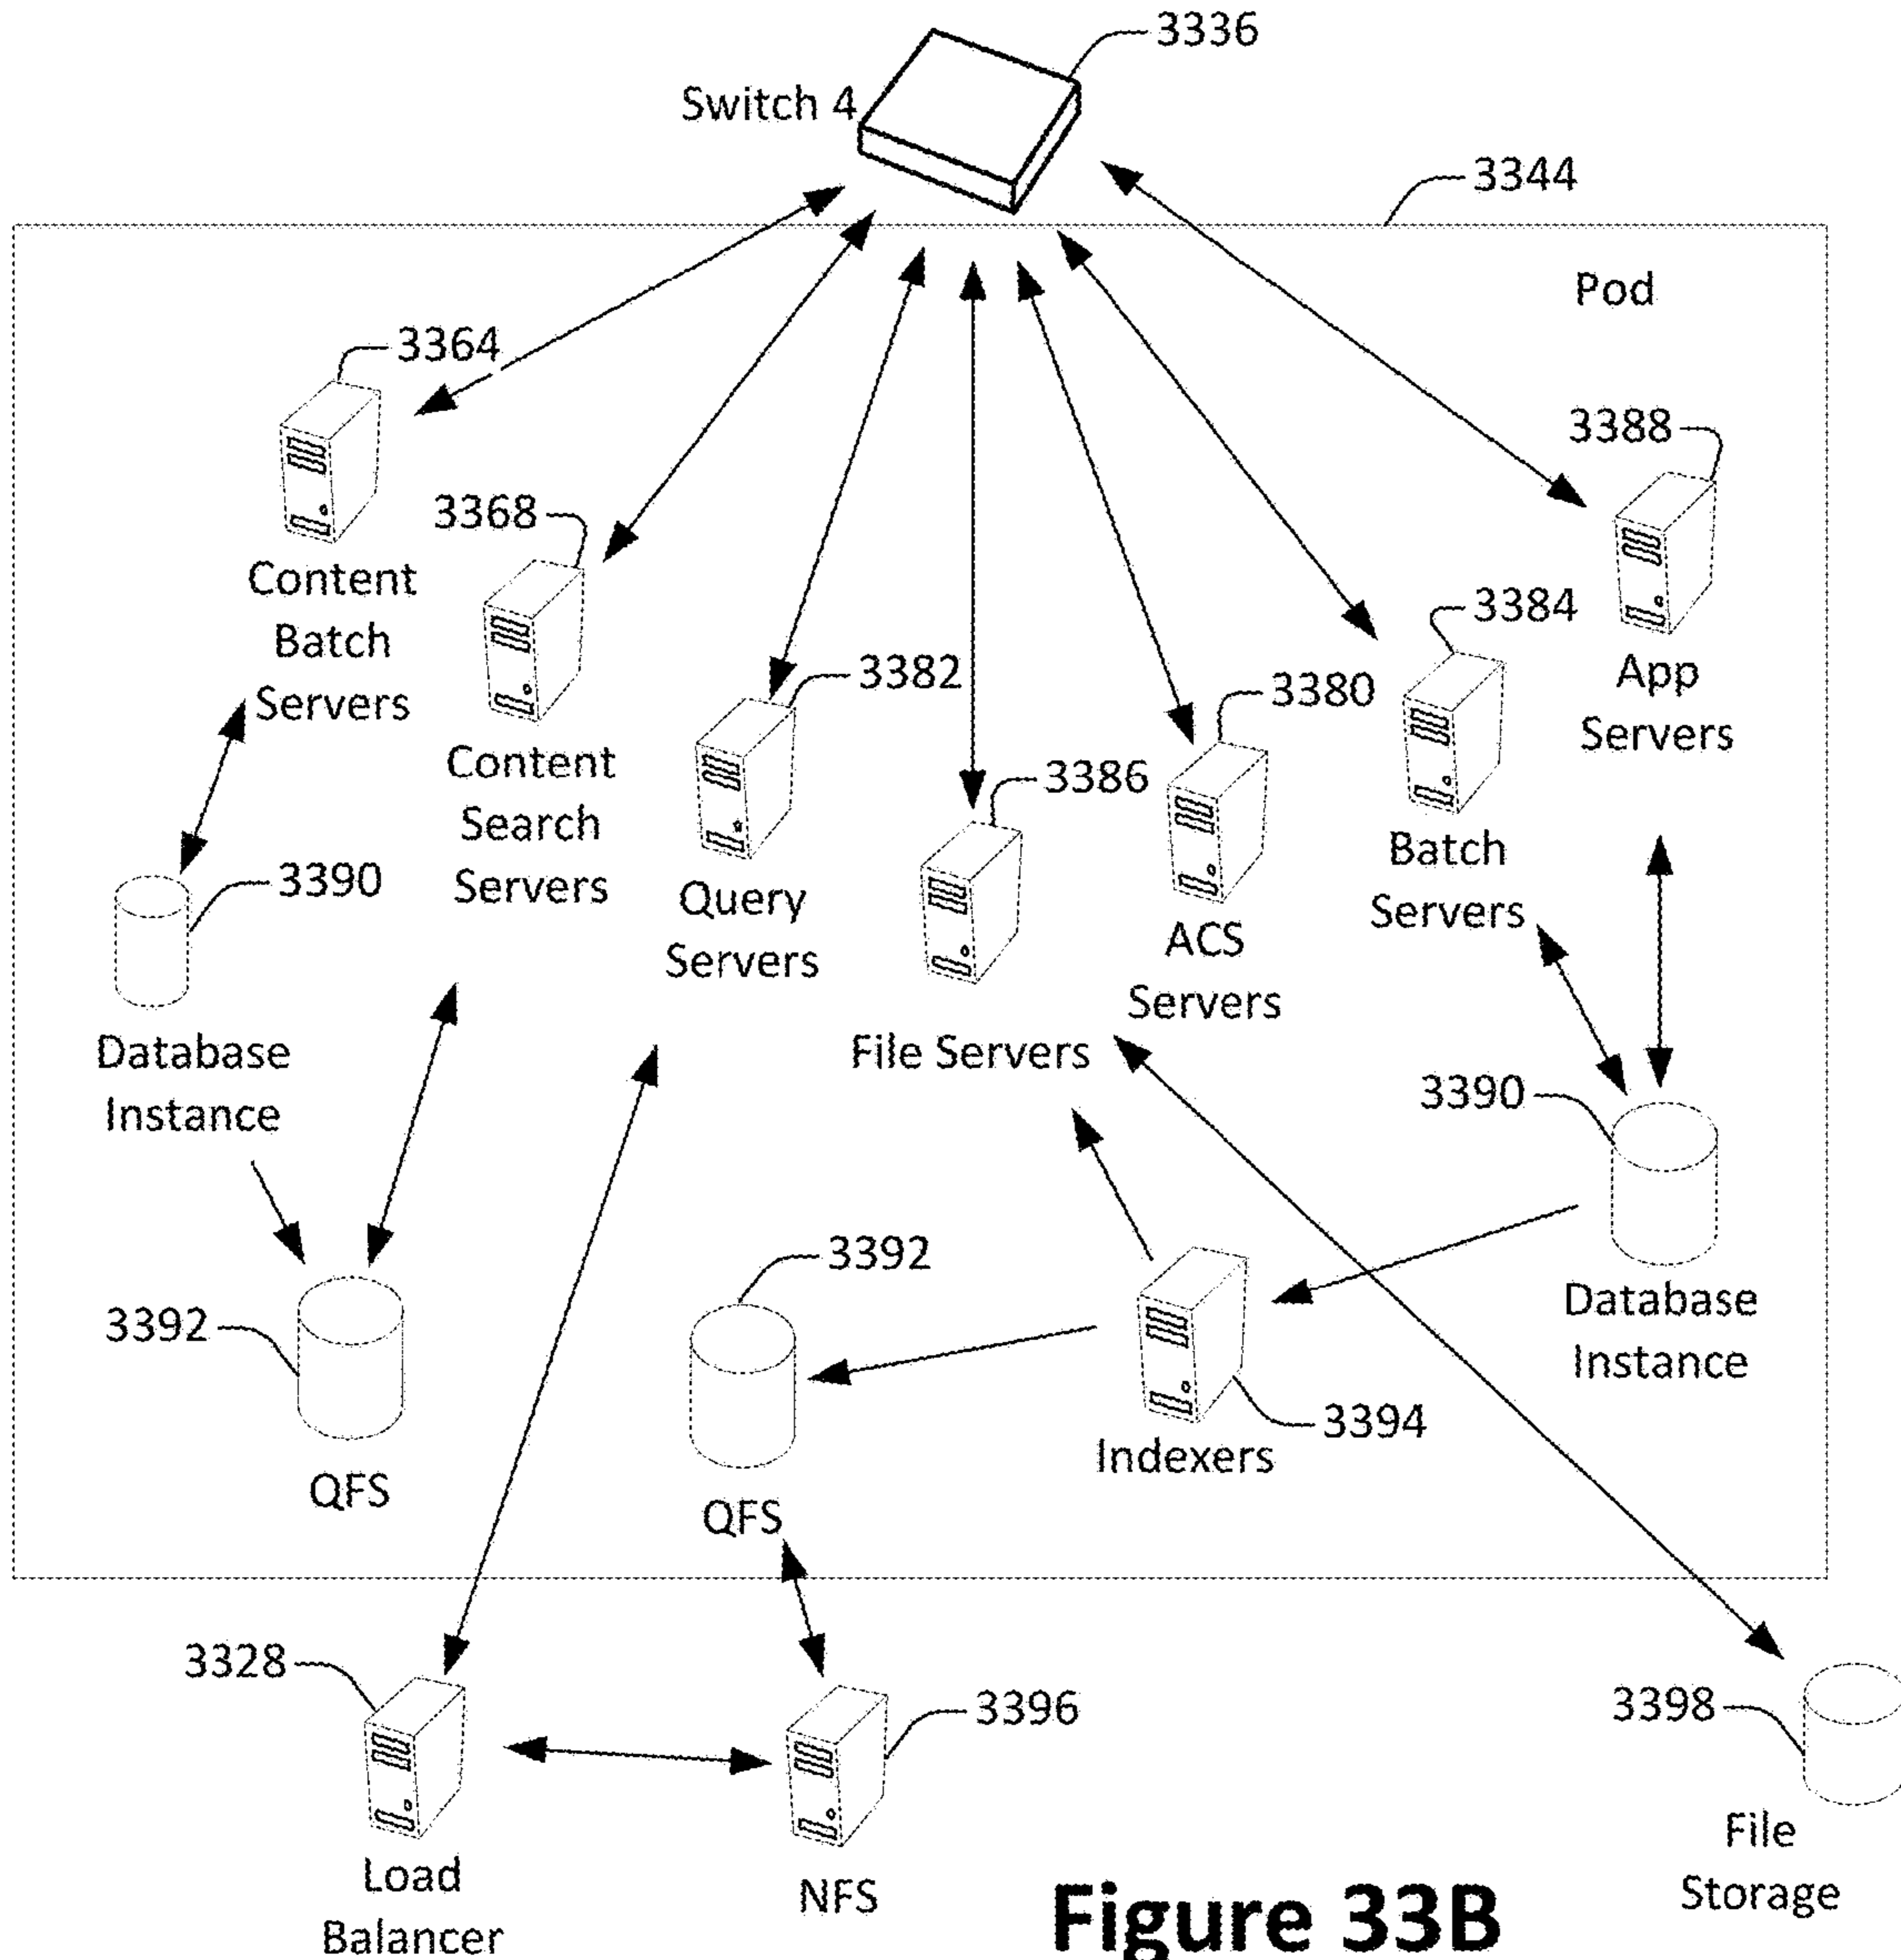 3336
Switch 4
3344
Pod
3364
Content
Batch
Servers
3368
Content
Search
Servers
3382
Query
Servers
3386
File Servers
3380
ACS
Servers
3384
Batch
Servers
3388
App
Servers
3390
Database
Instance
3390
Database
Instance
3392
QFS
3392
QFS
3394
Indexers
3328
Load
Balancer
3396
NFS
3398
File
Storage
Figure 33B